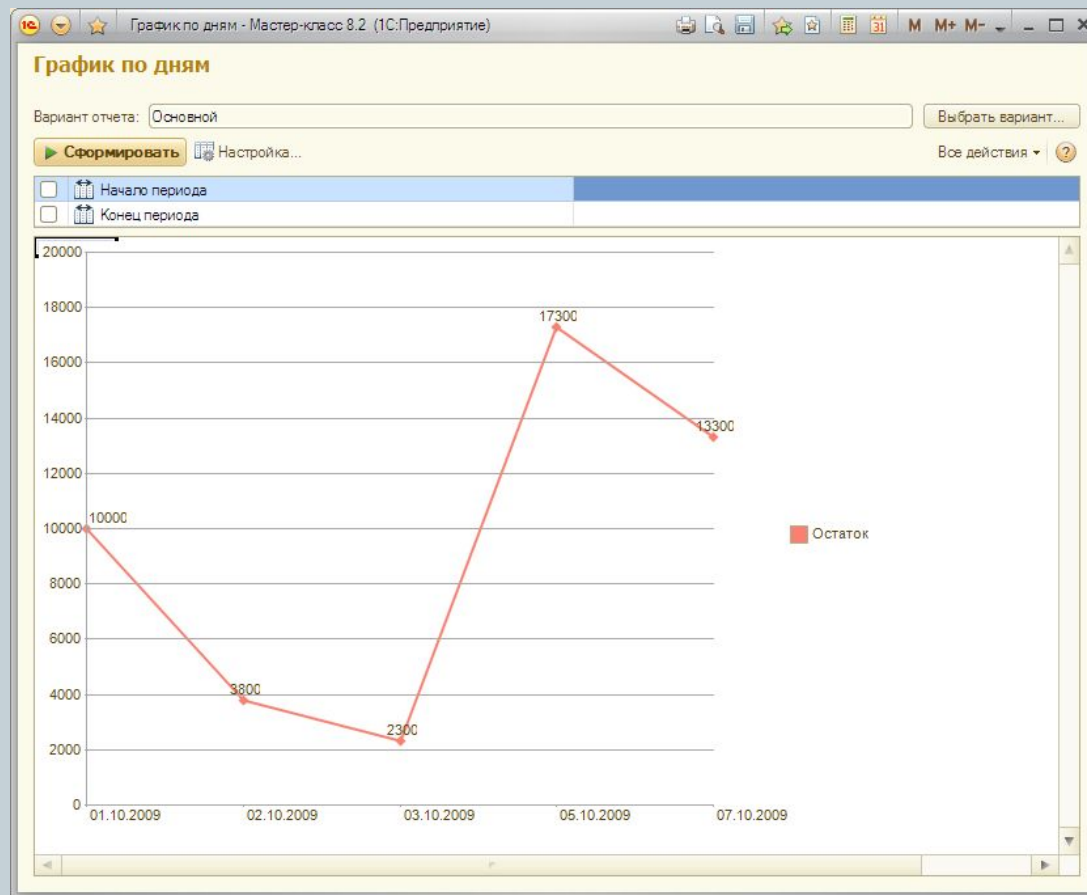 График по дням - Мастер-класс 8.2 (1С:Предприятие)
M M+ M-
График по дням
Вариант отчета: Основной Выбрать вариант...
Сформировать Настройка... Все действия ?
Начало периода
Конец периода
20000
18000
17300
16000
14000
13300
12000
10000 10000
Остаток
8000
6000
4000
3800
2300
2000
0
01.10.2009 02.10.2009 03.10.2009 05.10.2009 07.10.2009